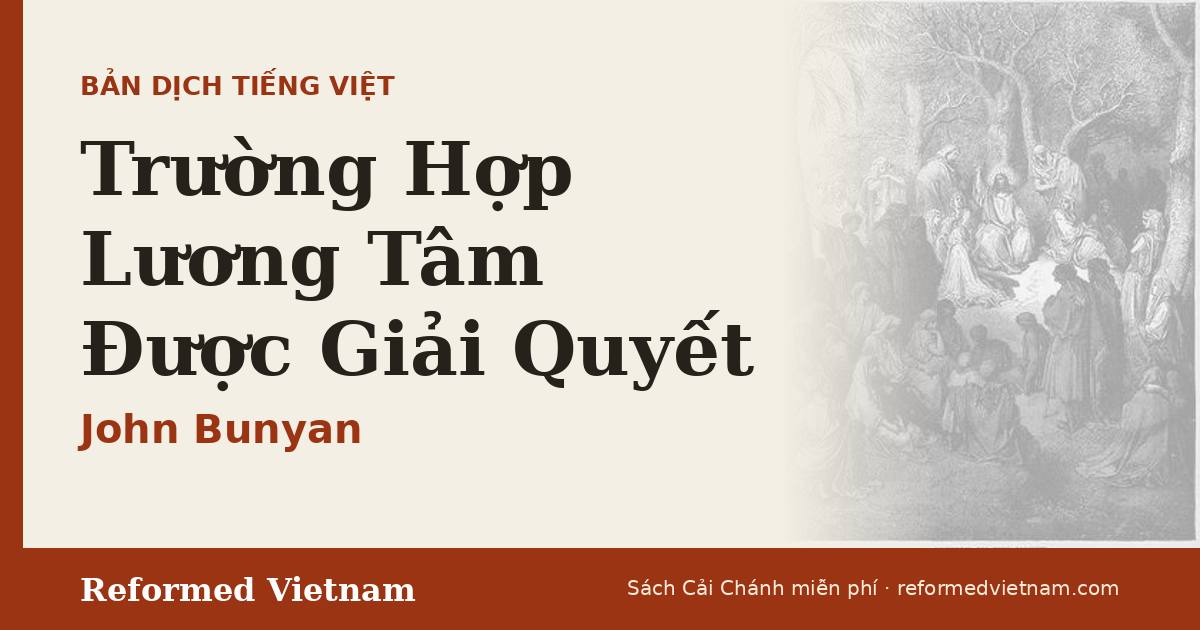 BẢN DỊCH TIẾNG VIỆT
Trường Hợp
Lương Tâm
Được Giải Quyết
John Bunyan
Reformed Vietnam
Sách Cải Chánh miễn phí · reformedvietnam.com